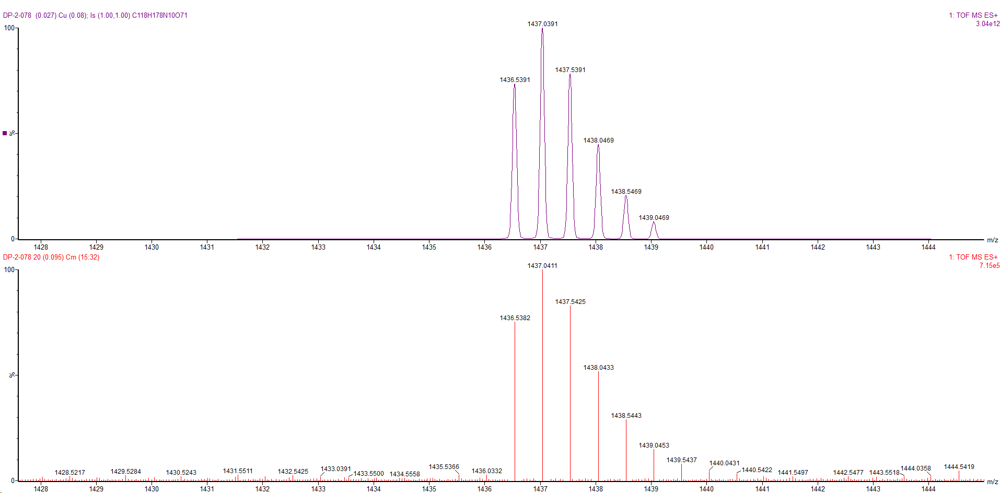 DP-2-078 (0.027) Cu (0.08); Is (1.00,1.00) C118H178N10O71
1: TOF MS ES+
3.04e12
100
%
0
1437.0391
1437.5391
1436.5391
1438.0469
1438.5469
1439.0469
1428 1429 1430 1431 1432 1433 1434 1435 1436 1437 1438 1439 1440 1441 1442 1443 1444 m/z
DP-2-078 20 (0.095) Cm (15:32)
1: TOF MS ES+
7.15e5
100
%
0
1437.0411
1437.5425
1436.5382
1438.0433
1438.5443
1439.0453
1439.5437
1428.5217 1429.5284 1430.5243 1431.5511 1432.5425 1433.0391 1433.5500 1434.5558 1435.5366 1436.0332 1440.0431 1440.5422 1441.5497 1442.5477 1443.5518 1444.0358 1444.5419
1428 1429 1430 1431 1432 1433 1434 1435 1436 1437 1438 1439 1440 1441 1442 1443 1444 m/z